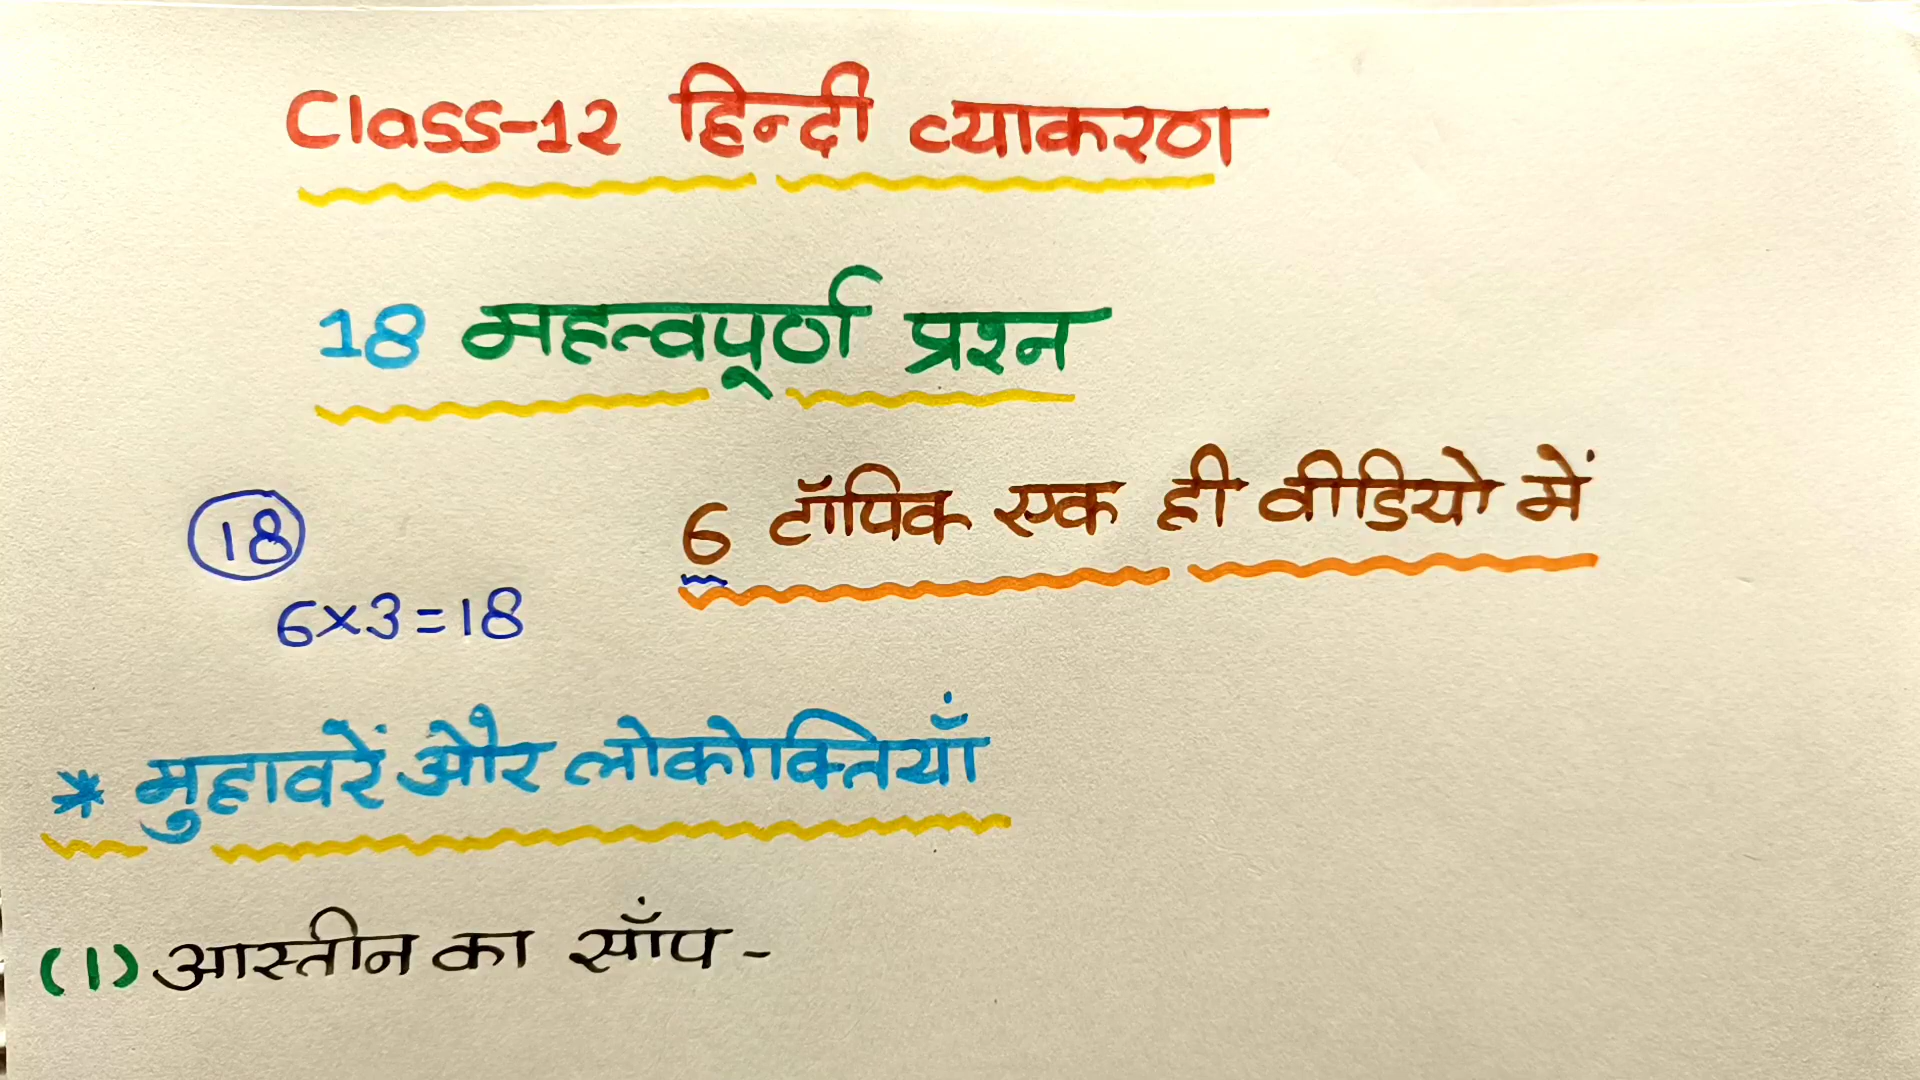 Class-12 हिन्दी व्याकरण
18 महत्वपूर्ण प्रश्न
6 टॉपिक एक ही वीडियो में
18
6×3=18
* मुहावरें और लोकोक्तियाँ
(1) आस्तीन का साँप -